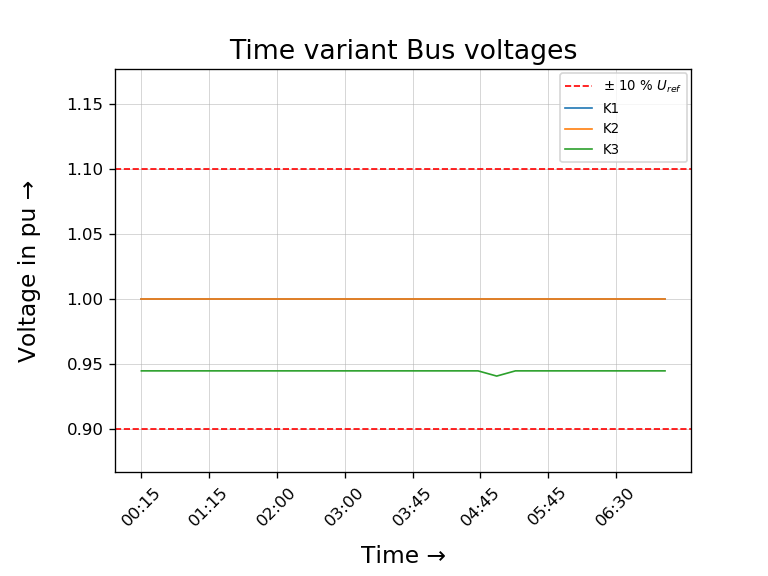 Time variant Bus voltages
± 10 % U_ref
K1
K2
K3
1.15
1.10
1.05
1.00
0.95
0.90
Voltage in pu →
00:15 01:15 02:00 03:00 03:45 04:45 05:45 06:30
Time →